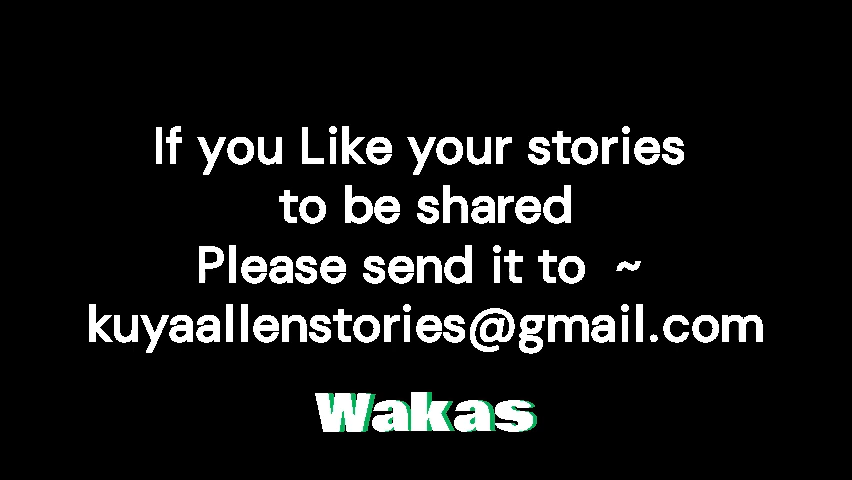 If you Like your stories
to be shared
Please send it to ~
kuyaallenstories@gmail.com
Wakas